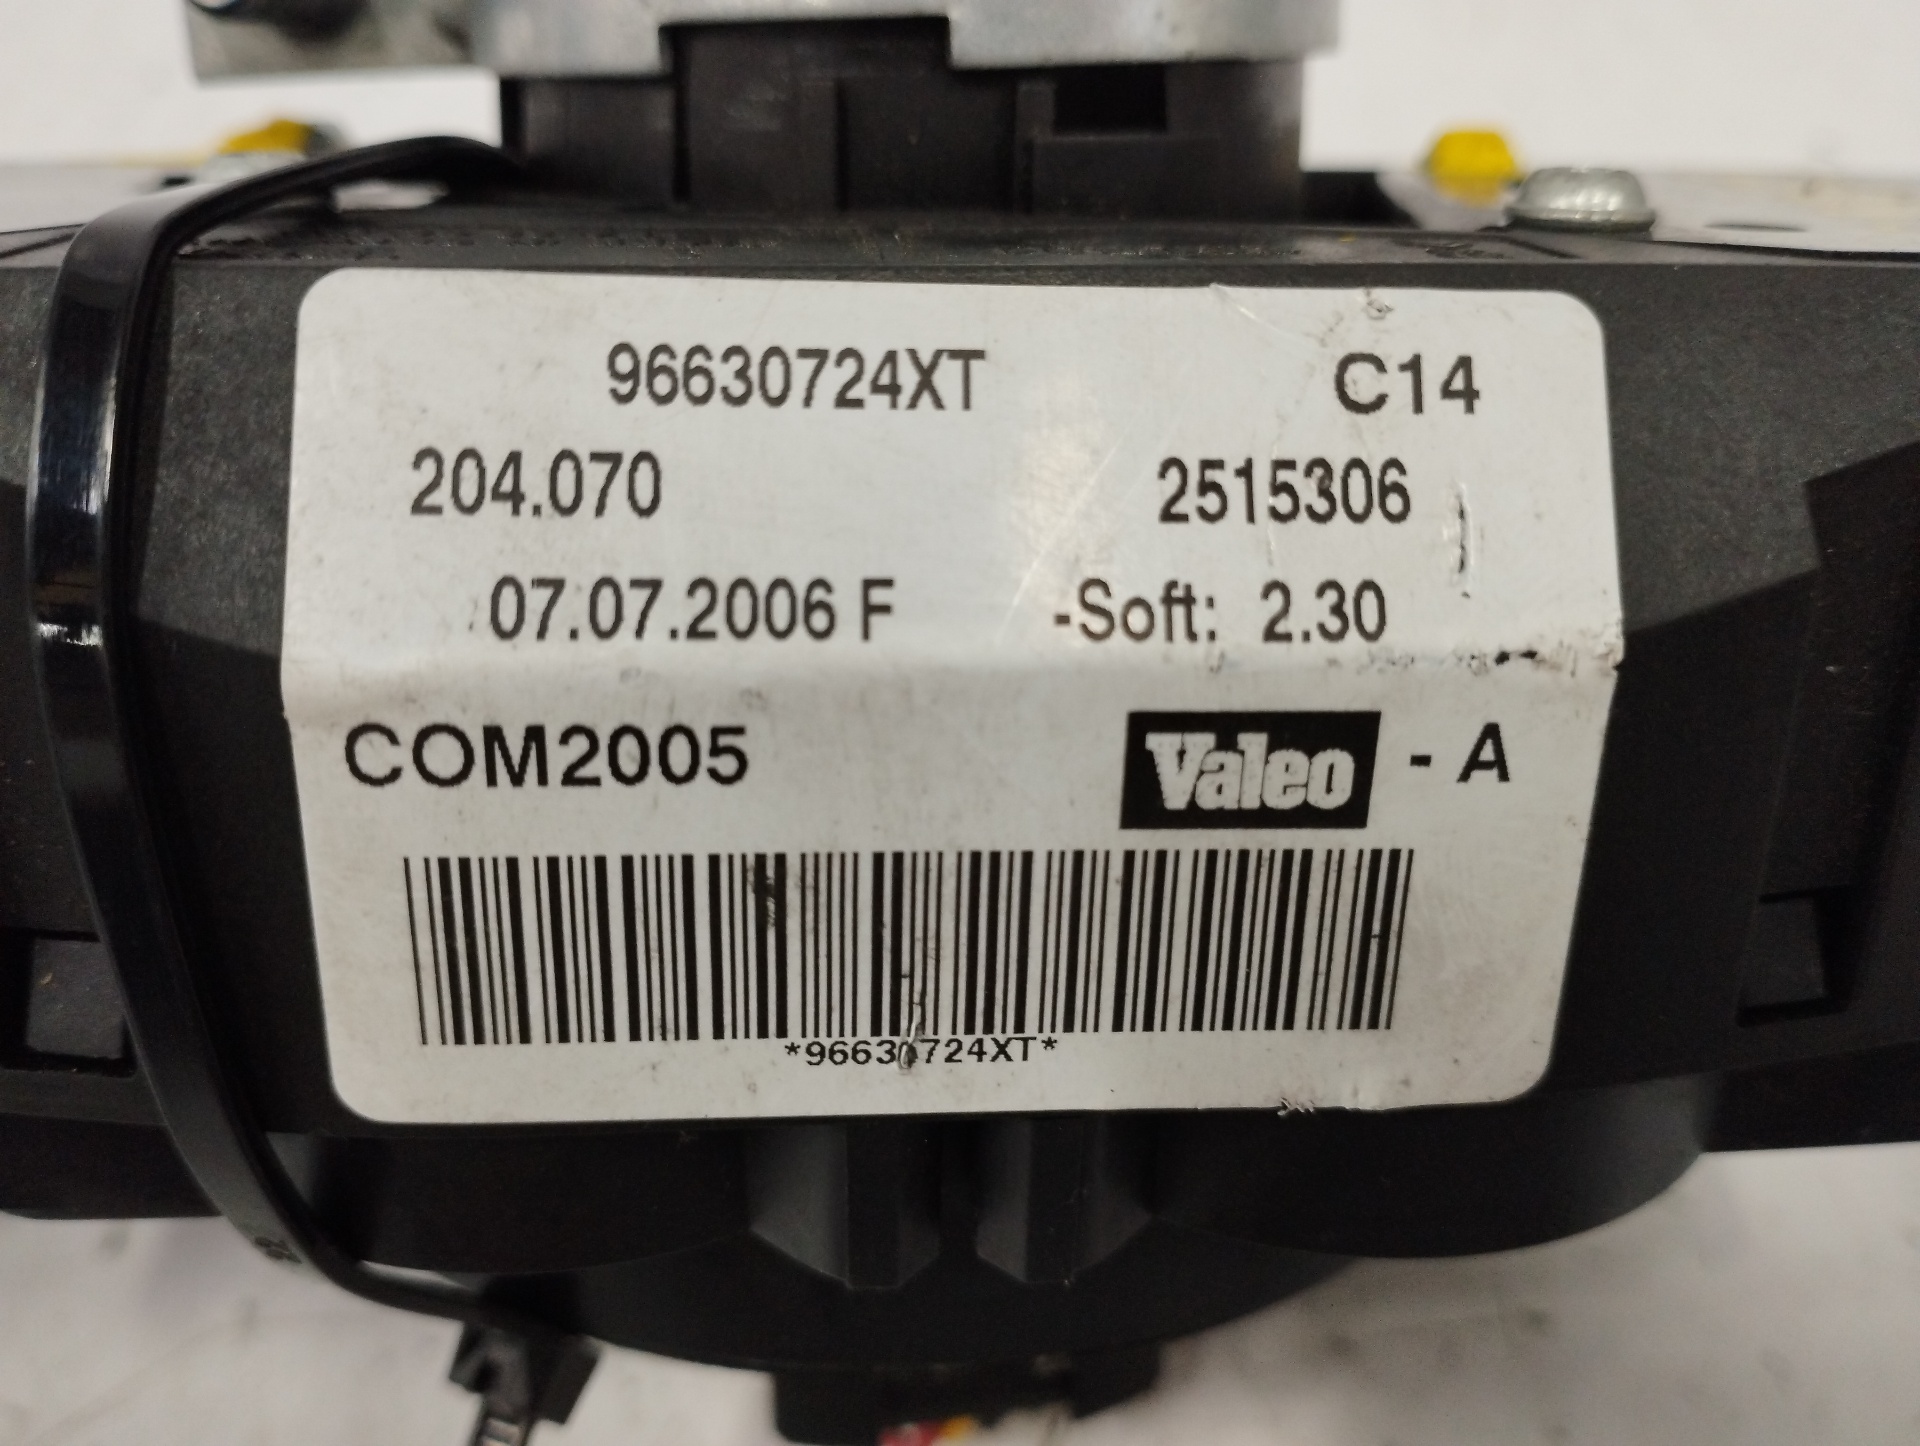 96630724XT C14
204.070 2515306
07.07.2006 F -Soft: 2.30
COM2005 Valeo - A
*96630724XT*